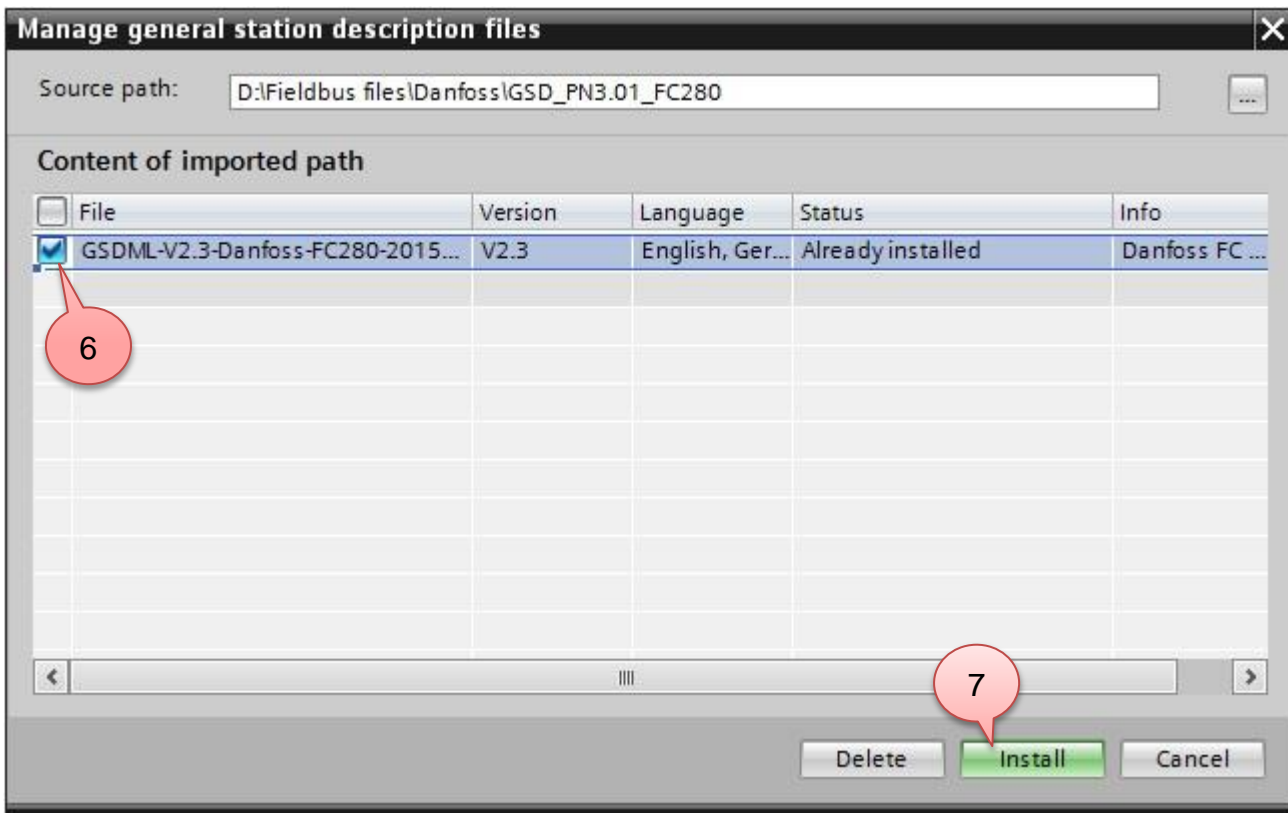 Manage general station description files
Source path: D:\Fieldbus files\Danfoss\GSD_PN3.01_FC280 ...
Content of imported path
File Version Language Status Info
GSDML-V2.3-Danfoss-FC280-2015... V2.3 English, Ger... Already installed Danfoss FC ...
6
7
Delete Install Cancel